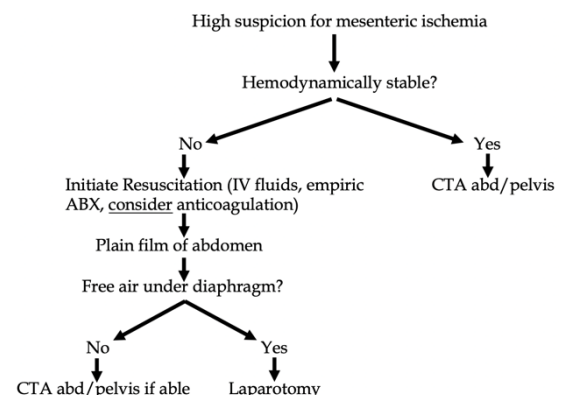 High suspicion for mesenteric ischemia
Hemodynamically stable?
No
Yes
Initiate Resuscitation (IV fluids, empiric
ABX, consider anticoagulation)
CTA abd/pelvis
Plain film of abdomen
Free air under diaphragm?
No
Yes
CTA abd/pelvis if able
Laparotomy